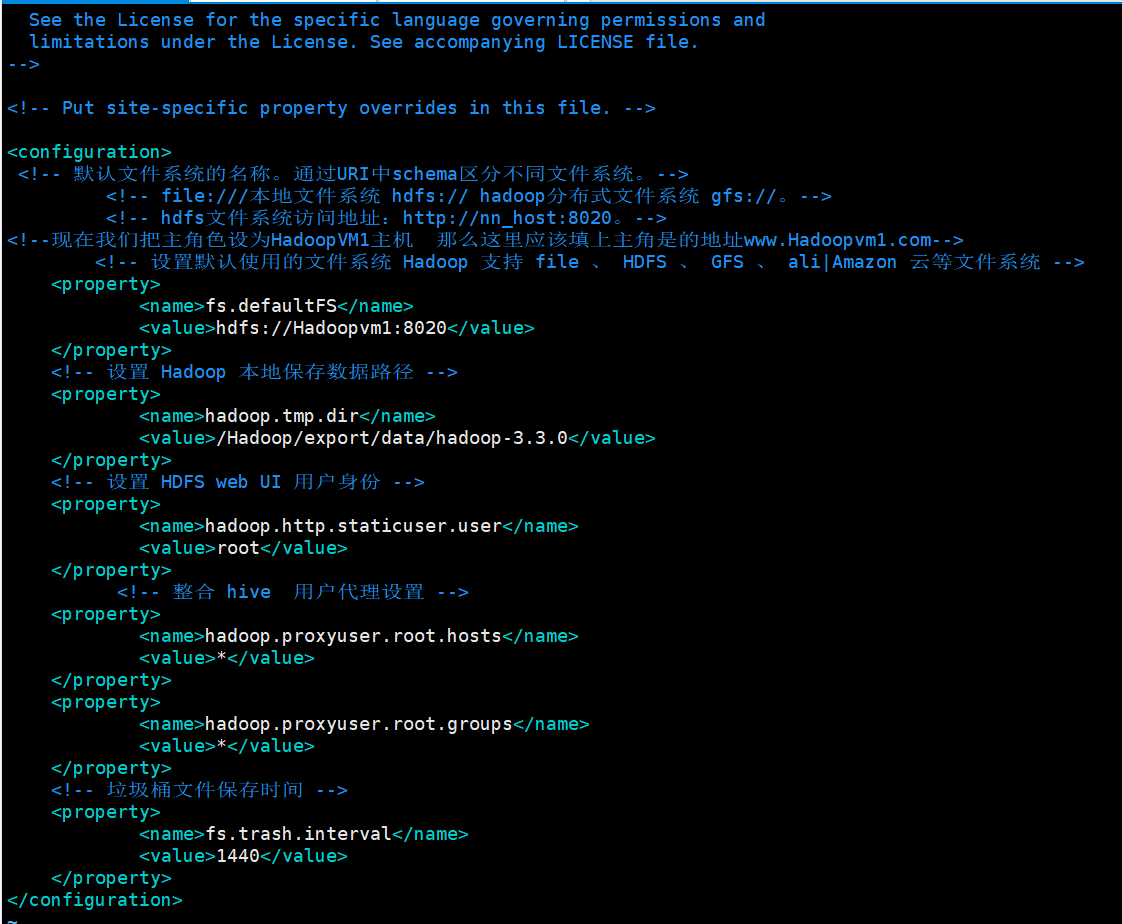 See the License for the specific language governing permissions and
limitations under the License. See accompanying LICENSE file.
-->
<!-- Put site-specific property overrides in this file. -->
<configuration>
<!-- 默认文件系统的名称。通过URI中schema区分不同文件系统。-->
<!-- file:///本地文件系统 hdfs:// hadoop分布式文件系统 gfs://。-->
<!-- hdfs文件系统访问地址：http://nn_host:8020。-->
<!--现在我们把主角色设为HadoopVM1主机  那么这里应该填上主角是的地址www.Hadoopvm1.com-->
<!-- 设置默认使用的文件系统 Hadoop 支持 file 、 HDFS 、 GFS 、 ali|Amazon 云等文件系统 -->
<property>
<name>fs.defaultFS</name>
<value>hdfs://Hadoopvm1:8020</value>
</property>
<!-- 设置 Hadoop 本地保存数据路径 -->
<property>
<name>hadoop.tmp.dir</name>
<value>/Hadoop/export/data/hadoop-3.3.0</value>
</property>
<!-- 设置 HDFS web UI 用户身份 -->
<property>
<name>hadoop.http.staticuser.user</name>
<value>root</value>
</property>
<!-- 整合 hive  用户代理设置 -->
<property>
<name>hadoop.proxyuser.root.hosts</name>
<value>*</value>
</property>
<property>
<name>hadoop.proxyuser.root.groups</name>
<value>*</value>
</property>
<!-- 垃圾桶文件保存时间 -->
<property>
<name>fs.trash.interval</name>
<value>1440</value>
</property>
</configuration>
~